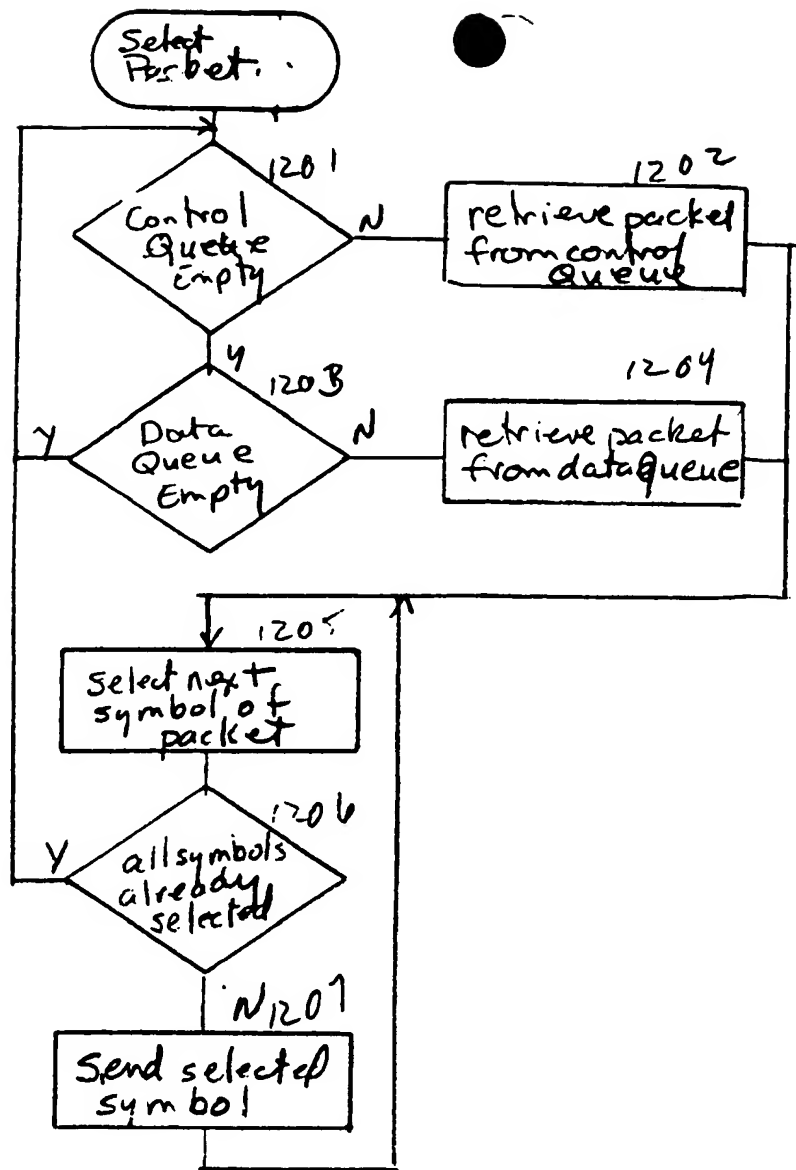 Select
Packet
1201
Control
Queue
Empty
N
1202
retrieve packet
from control
Queue
Y
1203
Data
Queue
Empty
Y
N
1204
retrieve packet
from data Queue
1205
Select next
symbol of
packet
1206
all symbols
already
selected
Y
N
1207
Send selected
symbol